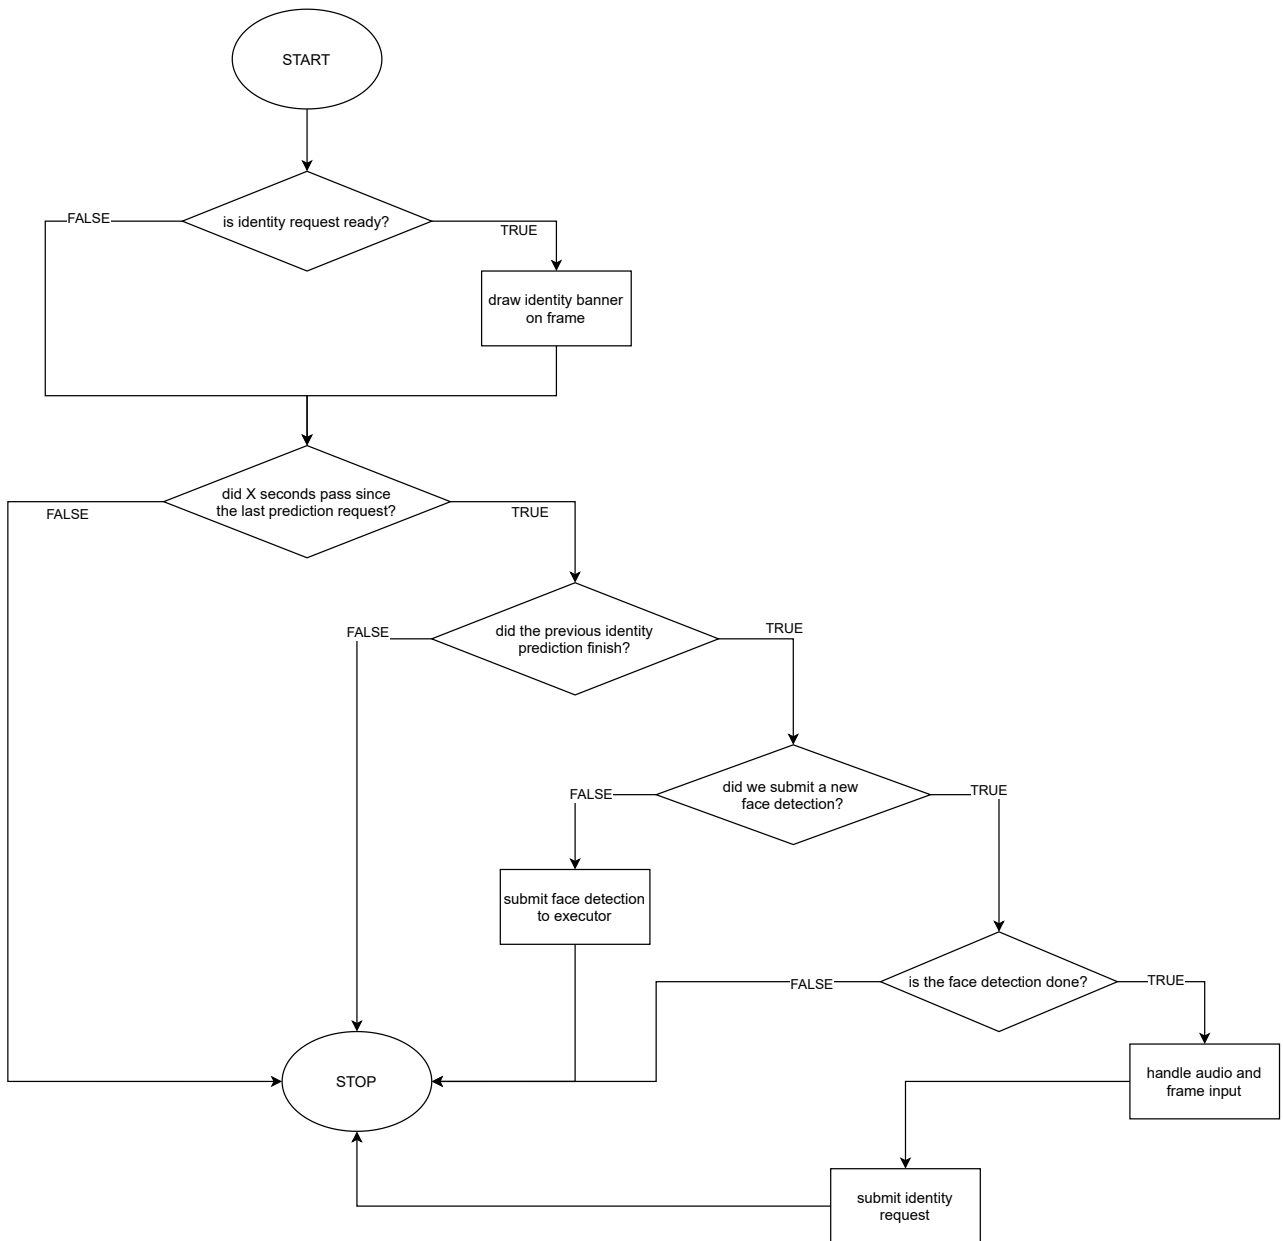 START
is identity request ready?
FALSE
TRUE
draw identity banner
on frame
did X seconds pass since
the last prediction request?
FALSE
TRUE
did the previous identity
prediction finish?
FALSE
TRUE
did we submit a new
face detection?
FALSE
TRUE
submit face detection
to executor
is the face detection done?
FALSE
TRUE
handle audio and
frame input
STOP
submit identity
request